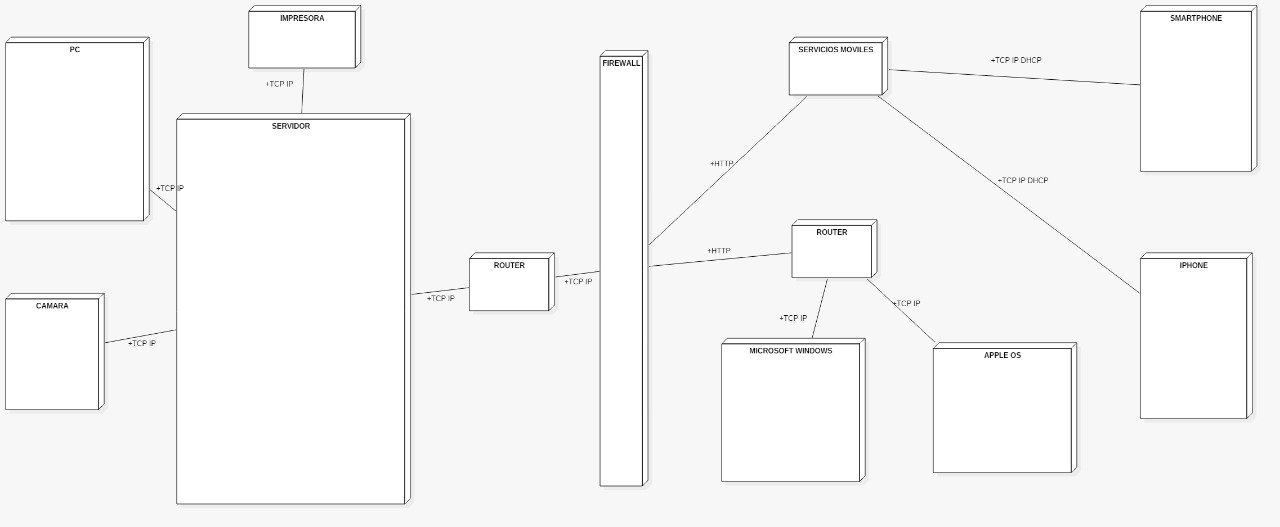 IMPRESORA
SMARTPHONE
PC
SERVICIOS MOVILES
FIREWALL
+TCP IP DHCP
+TCP IP
SERVIDOR
+HTTP
+TCP IP DHCP
+TCP IP
ROUTER
+HTTP
ROUTER
IPHONE
+TCP IP
+TCP IP
CAMARA
+TCP IP
+TCP IP
+TCP IP
MICROSOFT WINDOWS
APPLE OS